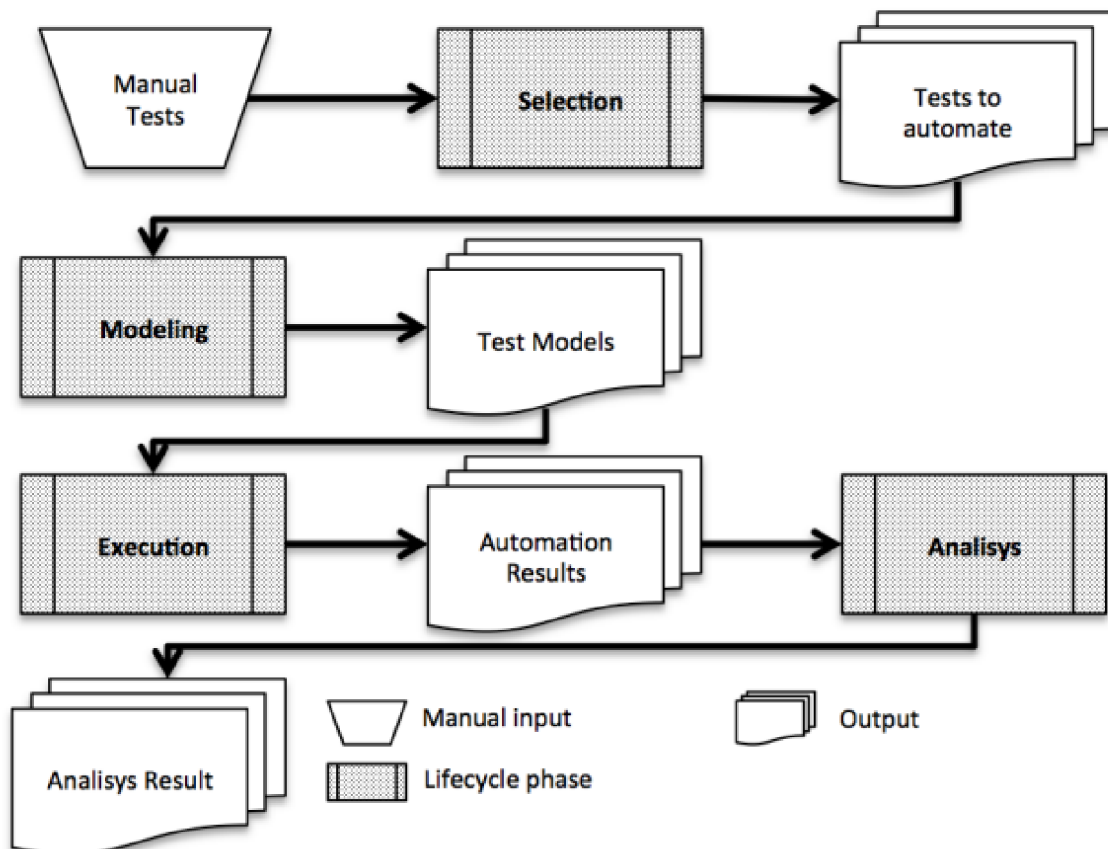 Manual
Tests
Selection
Tests to
automate
Modeling
Test Models
Execution
Automation
Results
Analisys
Analisys Result
Manual input
Output
Lifecycle phase